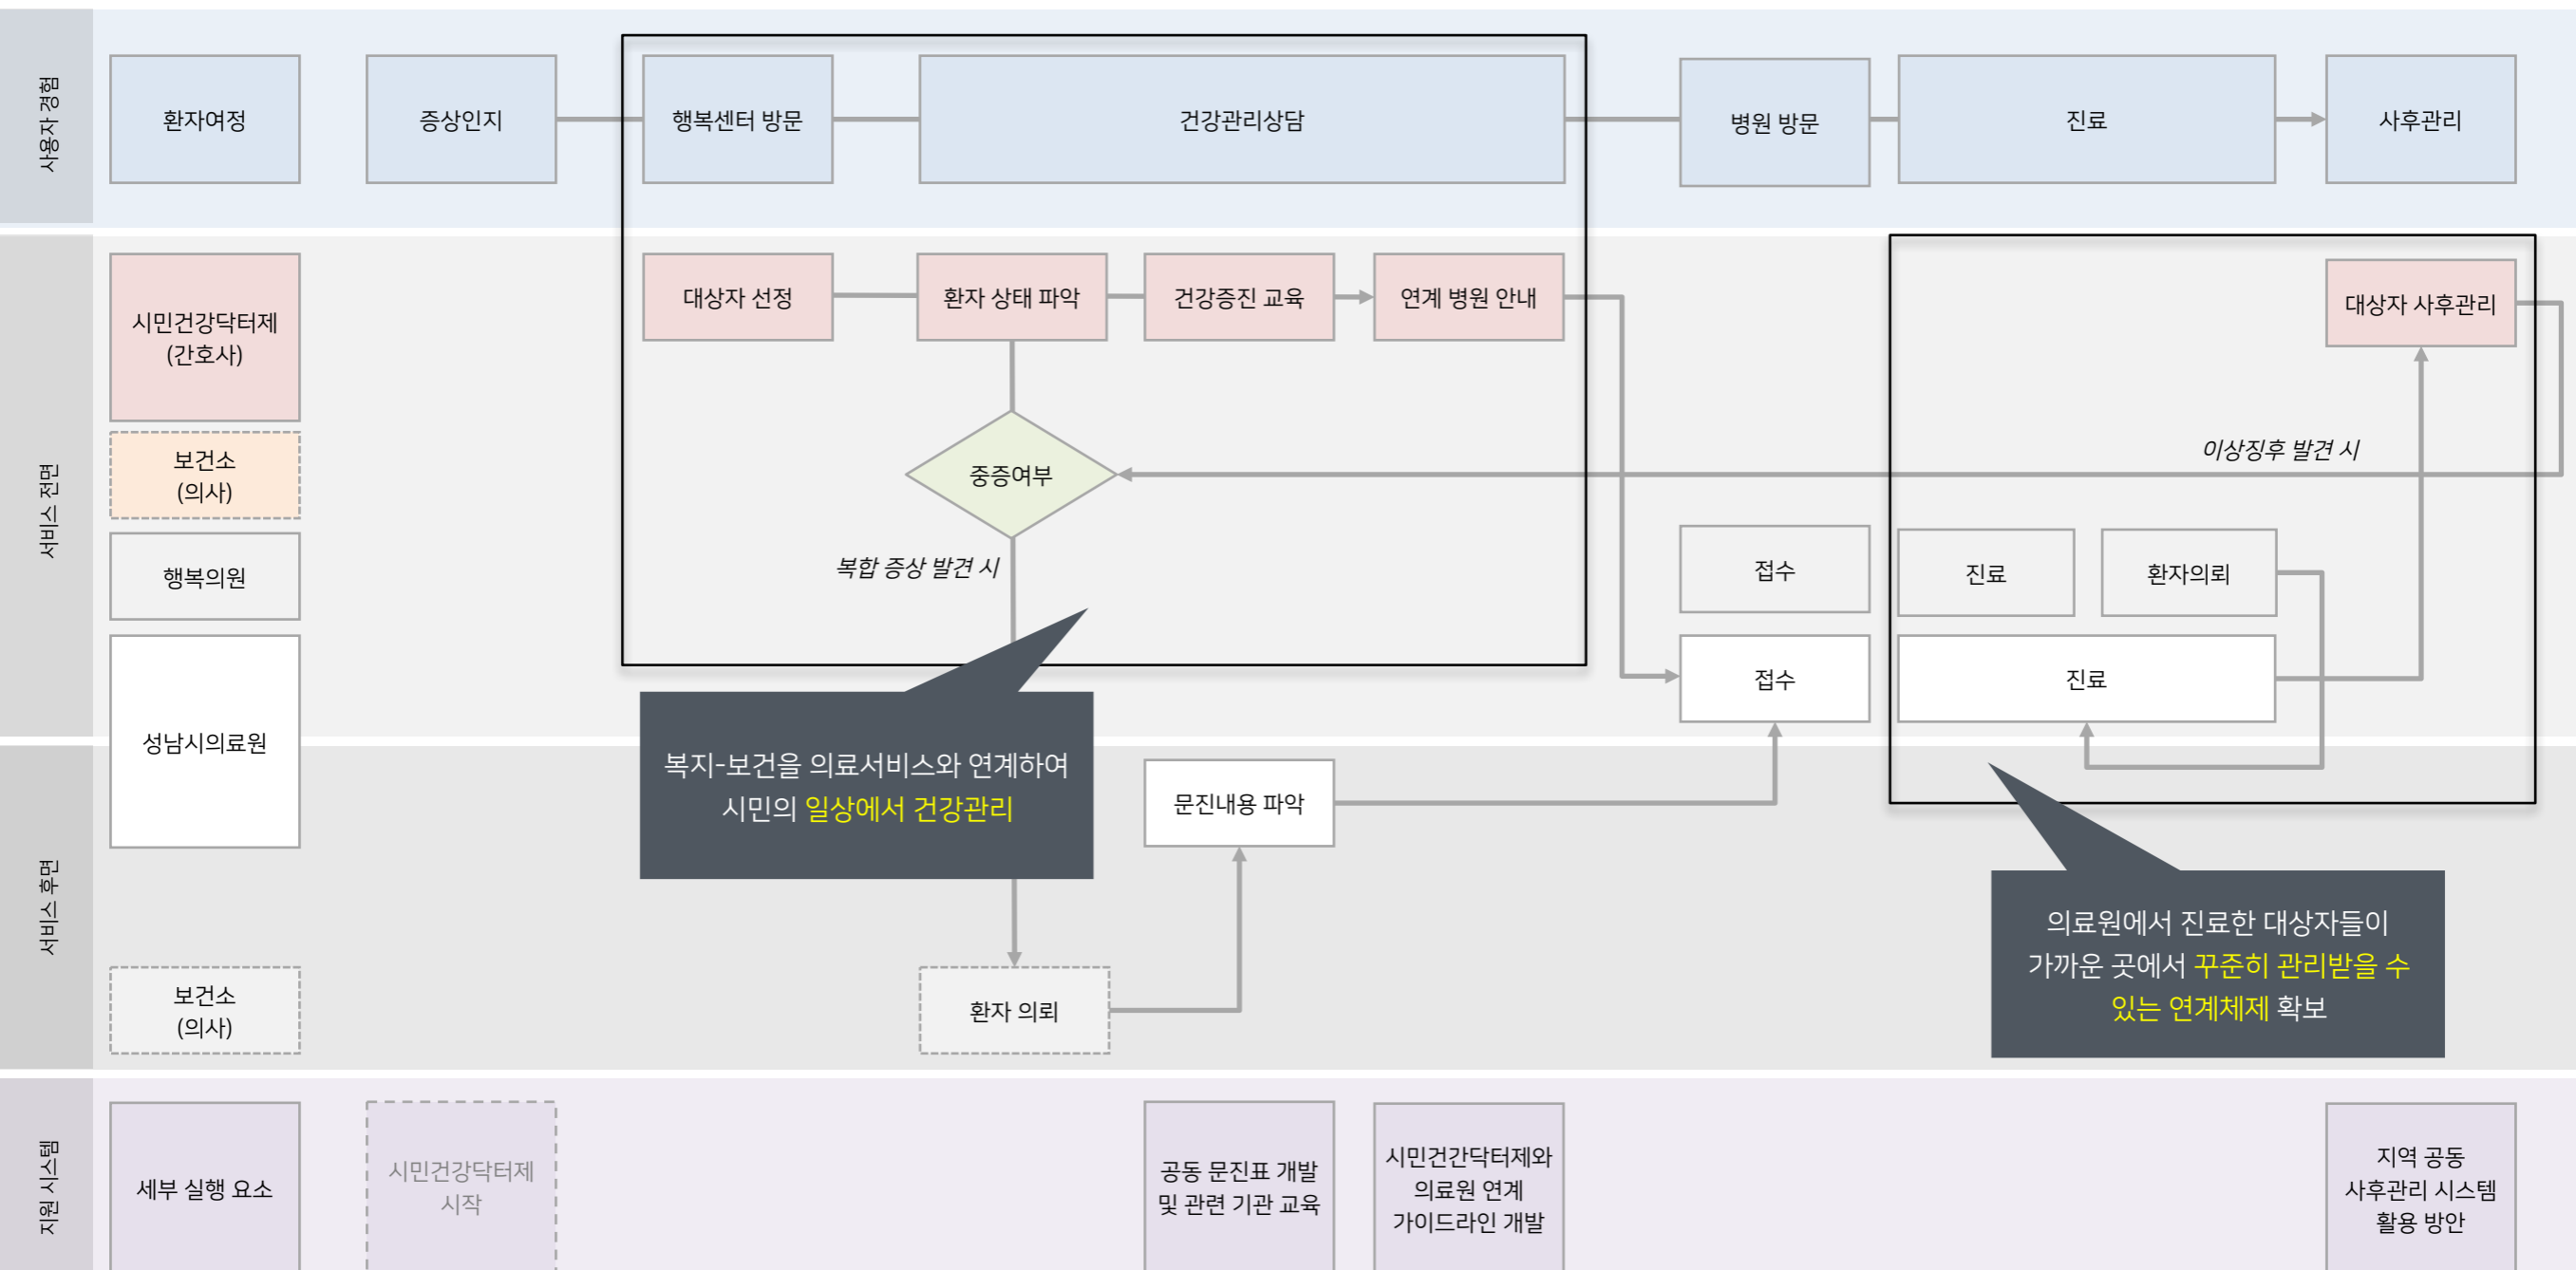 사용자 경험
환자여정
증상인지
행복센터 방문
건강관리상담
병원 방문
진료
사후관리
서비스 전면
시민건강닥터제
(간호사)
대상자 선정
환자 상태 파악
건강증진 교육
연계 병원 안내
대상자 사후관리
보건소
(의사)
중증여부
이상징후 발견 시
행복의원
복합 증상 발견 시
접수
진료
환자의뢰
성남시의료원
접수
진료
복지-보건을 의료서비스와 연계하여
시민의 일상에서 건강관리
서비스 후면
문진내용 파악
의료원에서 진료한 대상자들이
가까운 곳에서 꾸준히 관리받을 수
있는 연계체제 확보
보건소
(의사)
환자 의뢰
지원 시스템
세부 실행 요소
시민건강닥터제
시작
공동 문진표 개발
및 관련 기관 교육
시민건간닥터제와
의료원 연계
가이드라인 개발
지역 공동
사후관리 시스템
활용 방안